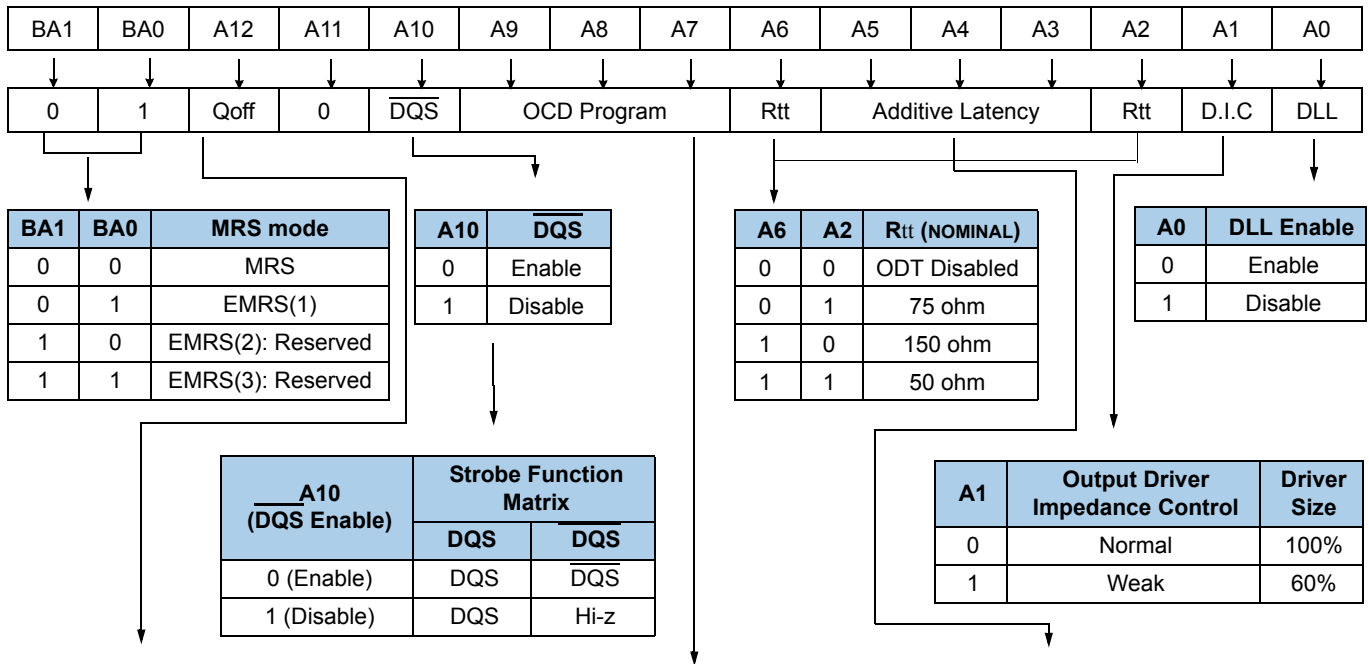 BA1 BA0 A12 A11 A10 A9 A8 A7 A6 A5 A4 A3 A2 A1 A0
0 1 Qoff 0 D̅Q̅S̅ OCD Program Rtt Additive Latency Rtt D.I.C DLL
BA1 BA0 MRS mode
0 0 MRS
0 1 EMRS(1)
1 0 EMRS(2): Reserved
1 1 EMRS(3): Reserved
A10 D̅Q̅S̅
0 Enable
1 Disable
A6 A2 Rtt (NOMINAL)
0 0 ODT Disabled
0 1 75 ohm
1 0 150 ohm
1 1 50 ohm
A0 DLL Enable
0 Enable
1 Disable
A10
(D̅Q̅S̅ Enable)
Strobe Function
Matrix
DQS D̅Q̅S̅
0 (Enable) DQS D̅Q̅S̅
1 (Disable) DQS Hi-z
A1
Output Driver
Impedance Control
Driver
Size
0 Normal 100%
1 Weak 60%